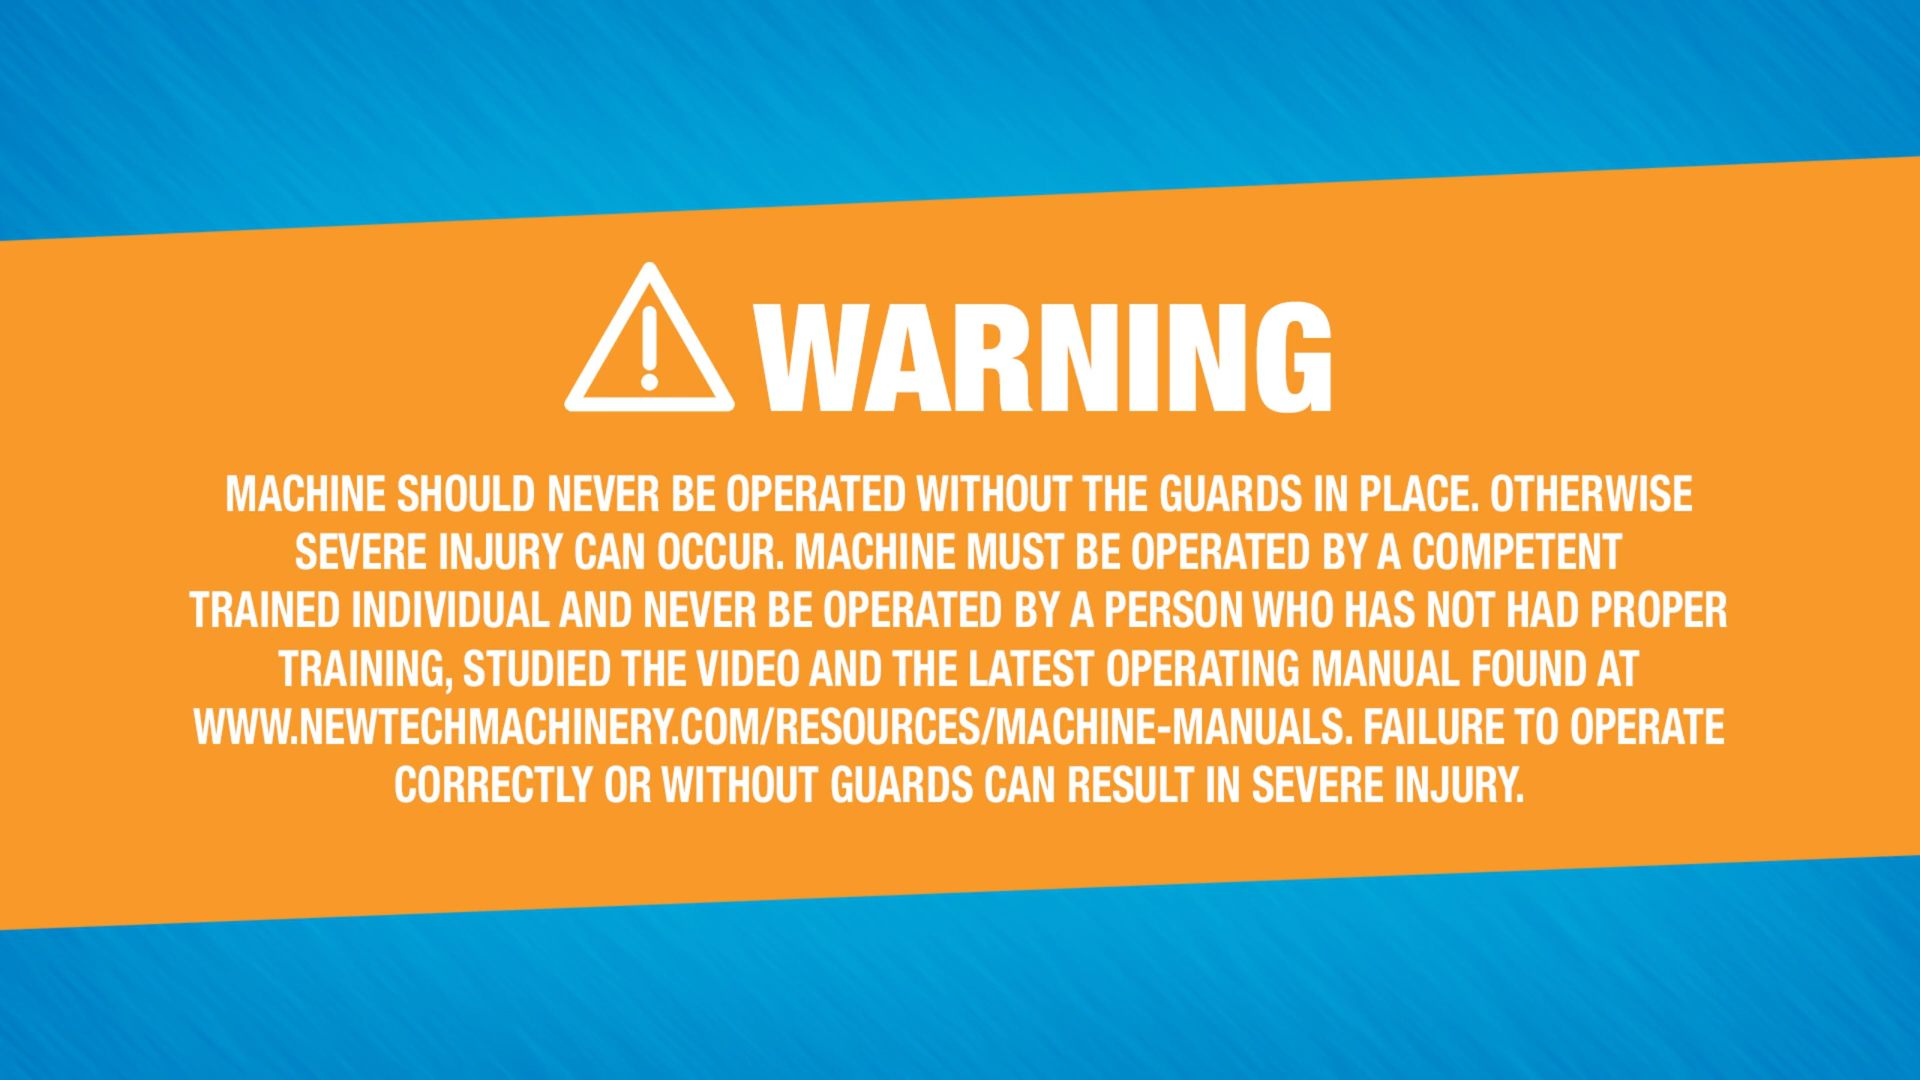 WARNING
MACHINE SHOULD NEVER BE OPERATED WITHOUT THE GUARDS IN PLACE. OTHERWISE
SEVERE INJURY CAN OCCUR. MACHINE MUST BE OPERATED BY A COMPETENT
TRAINED INDIVIDUAL AND NEVER BE OPERATED BY A PERSON WHO HAS NOT HAD PROPER
TRAINING, STUDIED THE VIDEO AND THE LATEST OPERATING MANUAL FOUND AT
WWW.NEWTECHMACHINERY.COM/RESOURCES/MACHINE-MANUALS. FAILURE TO OPERATE
CORRECTLY OR WITHOUT GUARDS CAN RESULT IN SEVERE INJURY.